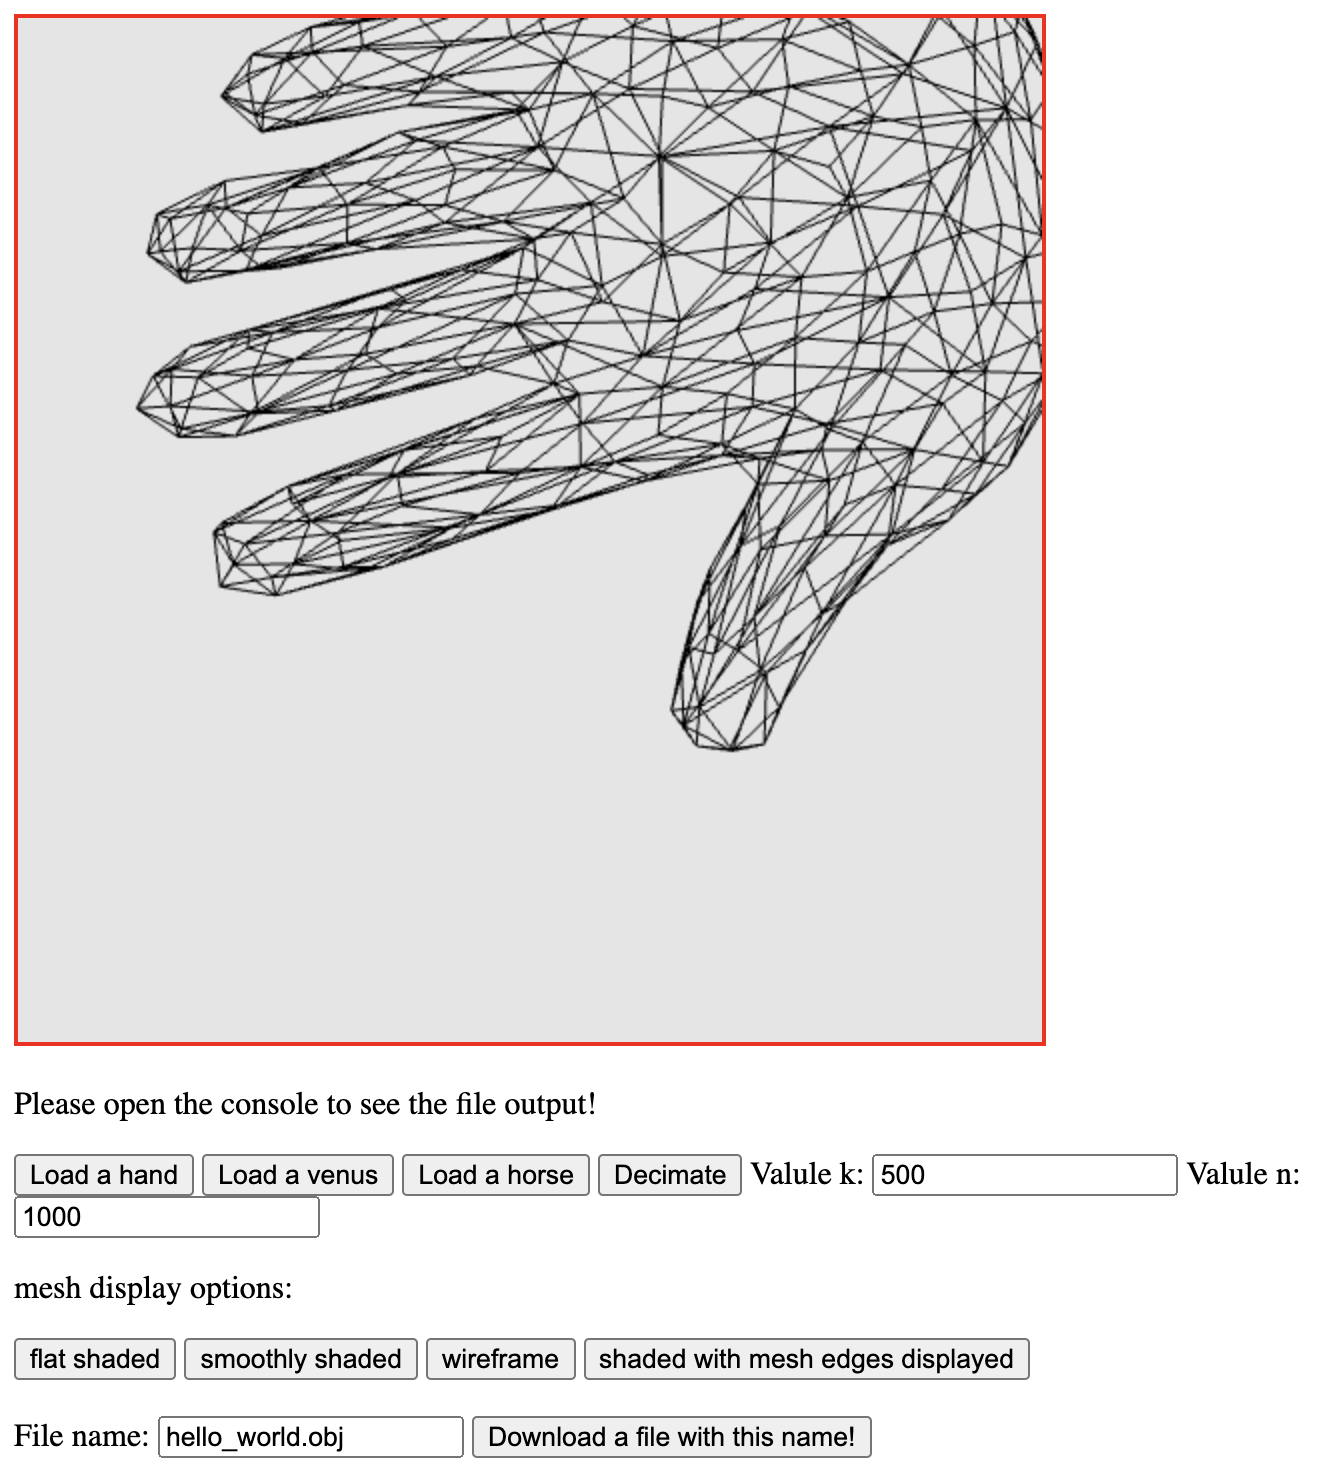 Please open the console to see the file output!
Load a hand Load a venus Load a horse Decimate Valule k: 500 Valule n:
1000
mesh display options:
flat shaded smoothly shaded wireframe shaded with mesh edges displayed
File name: hello_world.obj Download a file with this name!